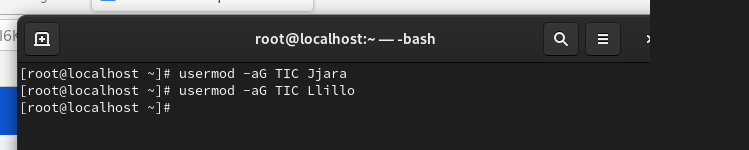 root@localhost:~ — -bash
[root@localhost ~]# usermod -aG TIC Jjara
[root@localhost ~]# usermod -aG TIC Llillo
[root@localhost ~]#